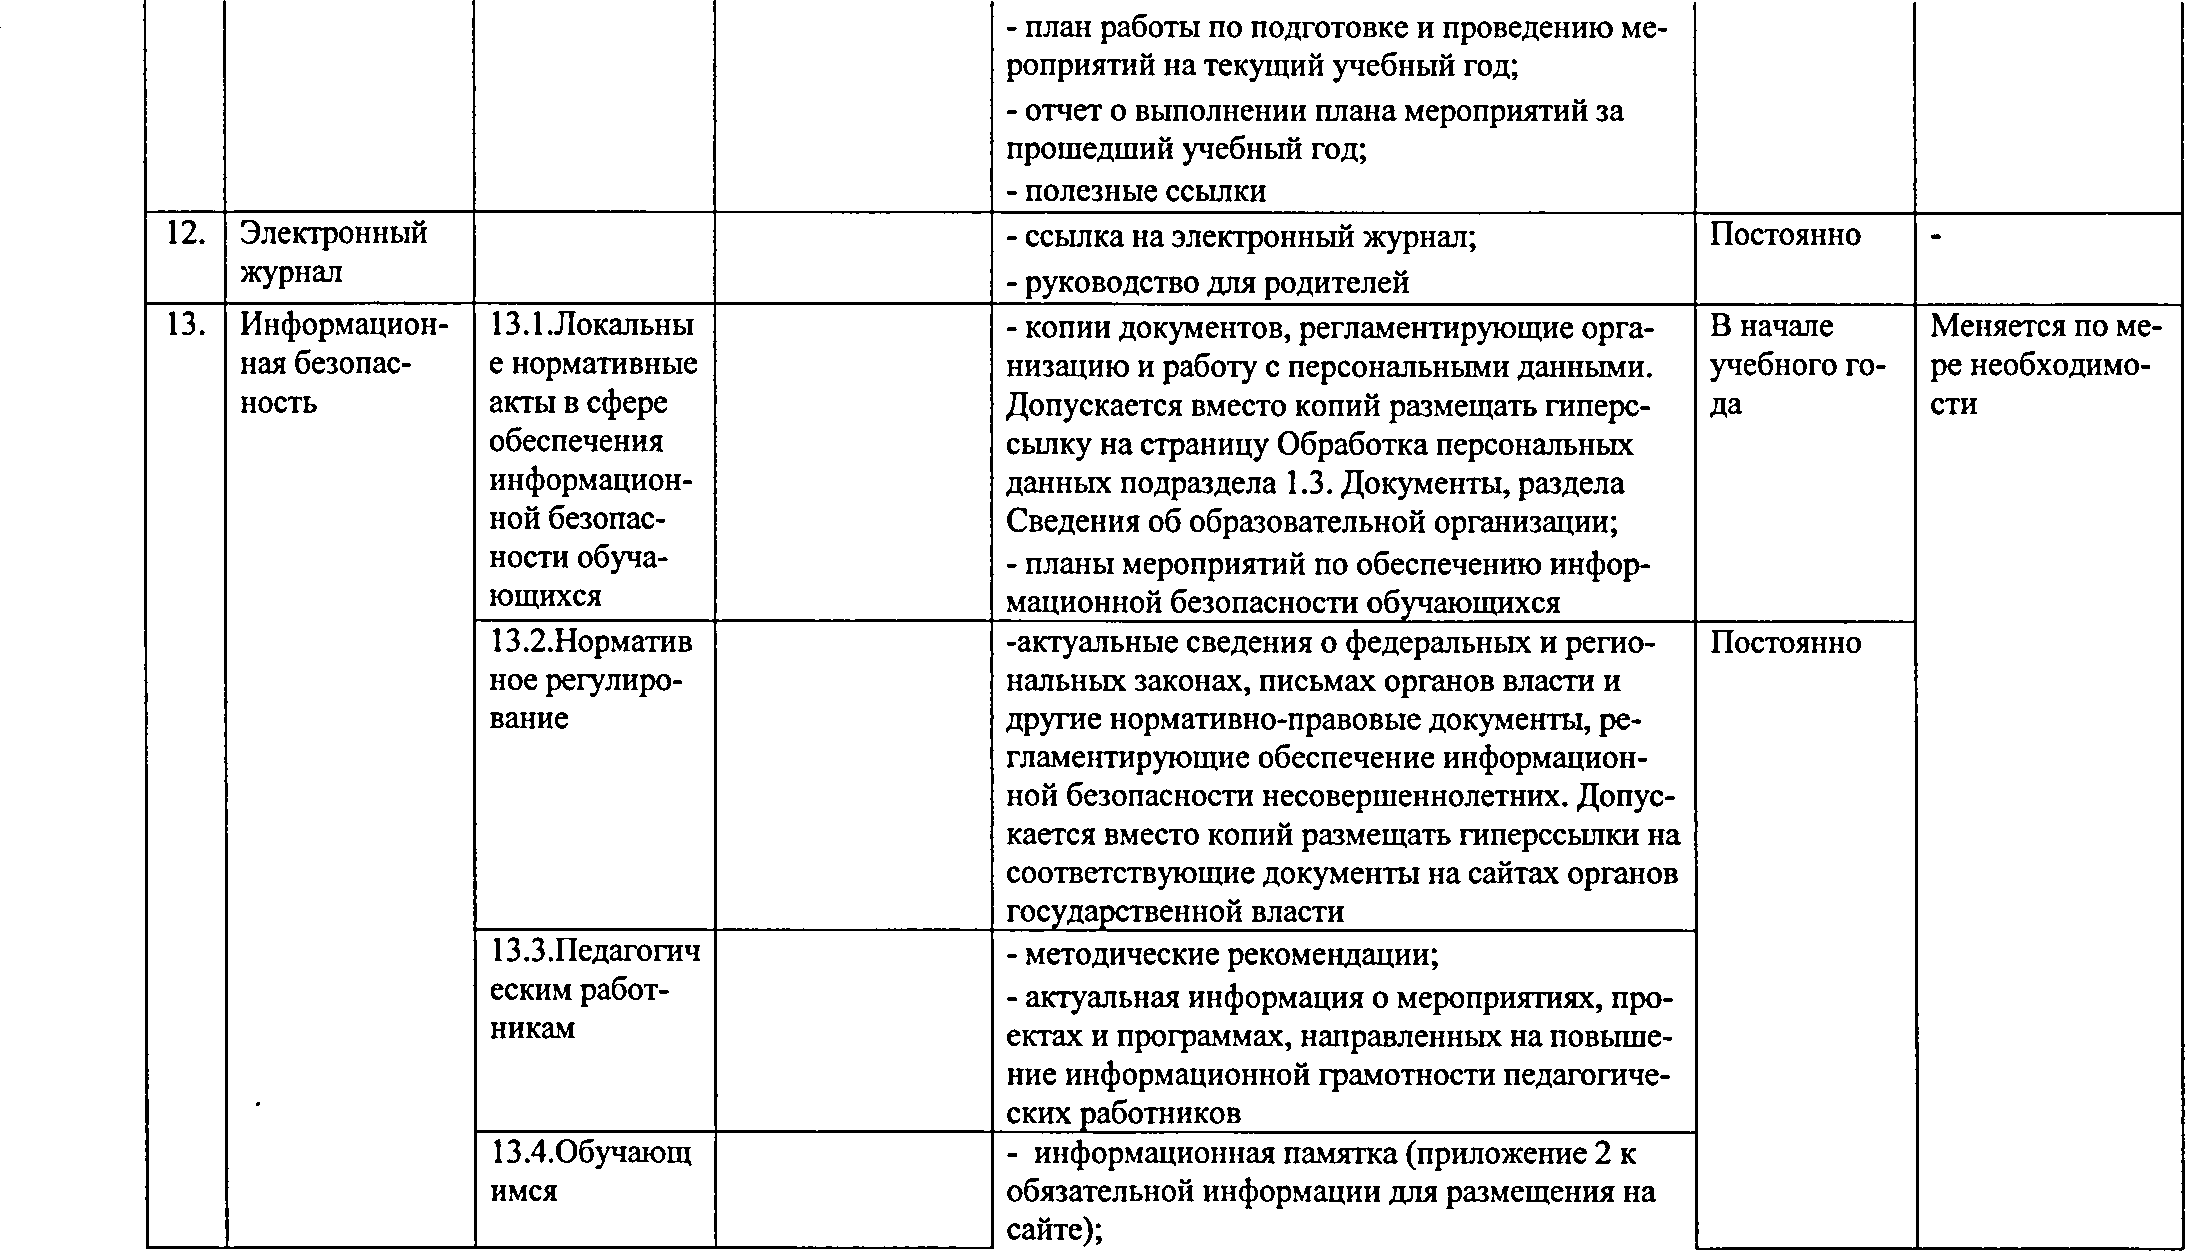 - план работы по подготовке и проведению ме-
роприятий на текущий учебный год;
- отчет о выполнении плана мероприятий за
прошедший учебный год;
- полезные ссылки
12.
Электронный
журнал
- ссылка на электронный журнал;
- руководство для родителей
Постоянно
-
13.
Информацион-
ная безопас-
ность
13.1.Локальны
е нормативные
акты в сфере
обеспечения
информацион-
ной безопас-
ности обуча-
ющихся
- копии документов, регламентирующие орга-
низацию и работу с персональными данными.
Допускается вместо копий размещать гиперс-
сылку на страницу Обработка персональных
данных подраздела 1.3. Документы, раздела
Сведения об образовательной организации;
- планы мероприятий по обеспечению инфор-
мационной безопасности обучающихся
В начале
учебного го-
да
Меняется по ме-
ре необходимо-
сти
13.2.Норматив
ное регулиро-
вание
-актуальные сведения о федеральных и регио-
нальных законах, письмах органов власти и
другие нормативно-правовые документы, ре-
гламентирующие обеспечение информацион-
ной безопасности несовершеннолетних. Допус-
кается вместо копий размещать гиперссылки на
соответствующие документы на сайтах органов
государственной власти
Постоянно
13.3.Педагогич
еским работ-
никам
- методические рекомендации;
- актуальная информация о мероприятиях, про-
ектах и программах, направленных на повыше-
ние информационной грамотности педагогиче-
ских работников
13.4.Обучающ
имся
- информационная памятка (приложение 2 к
обязательной информации для размещения на
сайте);